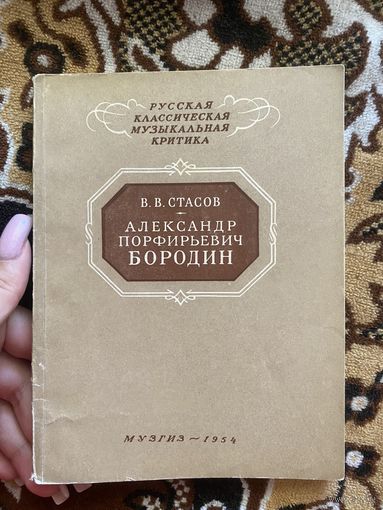 РУССКАЯ
КЛАССИЧЕСКАЯ
МУЗЫКАЛЬНАЯ
КРИТИКА
В. В. СТАСОВ
АЛЕКСАНДР
ПОРФИРЬЕВИЧ
БОРОДИН
МУЗГИЗ ~ 1954